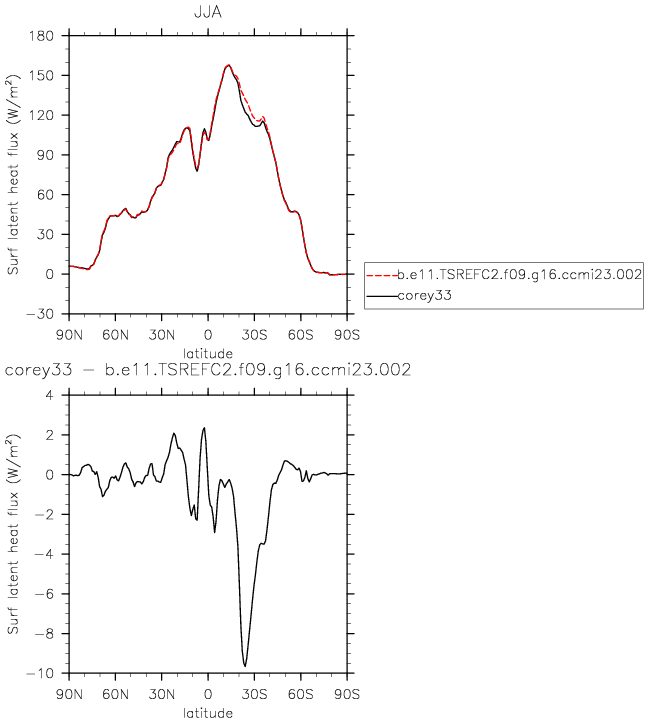 JJA
180
150
120
90
60
30
0
−30
Surf latent heat flux (W/m²)
90N 60N 30N 0 30S 60S 90S
latitude
b.e11.TSREFC2.f09.g16.ccmi23.002
corey33
corey33 − b.e11.TSREFC2.f09.g16.ccmi23.002
4
2
0
−2
−4
−6
−8
−10
Surf latent heat flux (W/m²)
90N 60N 30N 0 30S 60S 90S
latitude